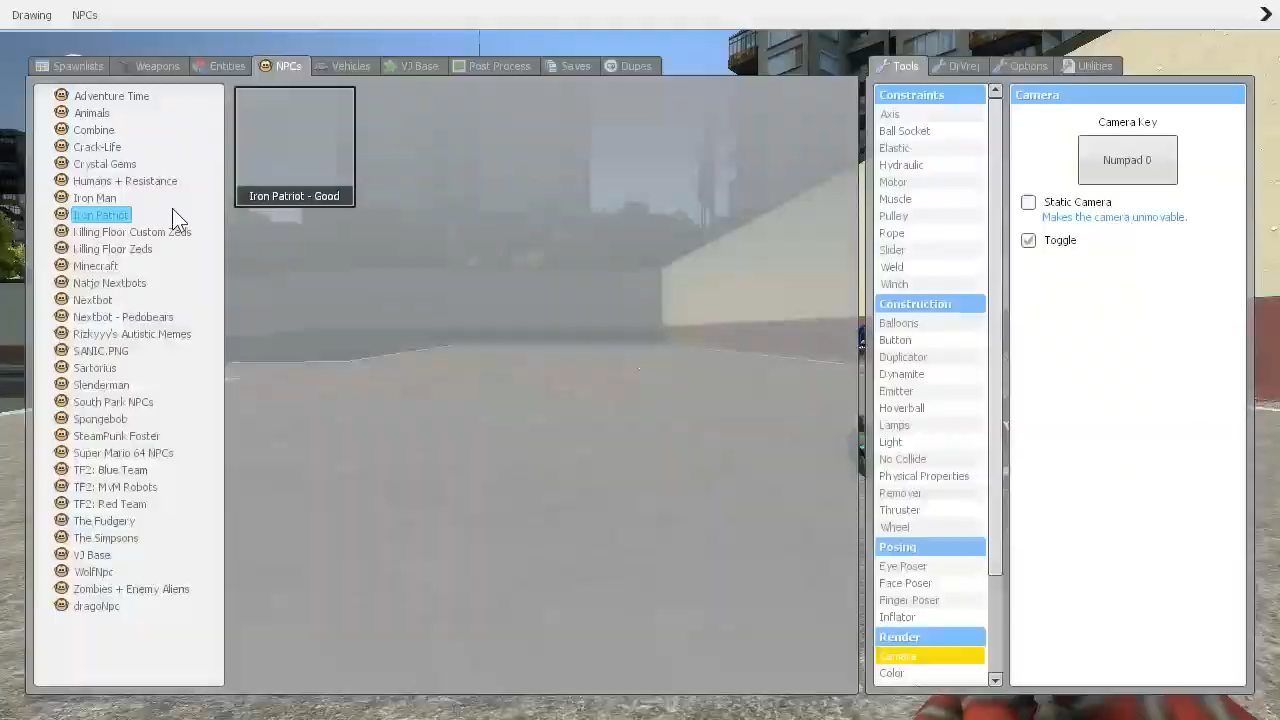 Drawing NPCs
Spawnlists Weapons Entities NPCs Vehicles VJ Base Post Process Saves Dupes
Tools DrVrej Options Utilities
Adventure Time
Animals
Combine
Crack-Life
Crystal Gems
Humans + Resistance
Iron Man
Iron Patriot
Killing Floor Custom Zeds
Killing Floor Zeds
Minecraft
Natjo Nextbots
Nextbot
Nextbot - Pedobears
Rizkyyv's Autistic Memes
SANIC.PNG
Sartorius
Slenderman
South Park NPCs
Spongebob
SteamPunk Foster
Super Mario 64 NPCs
TF2: Blue Team
TF2: MvM Robots
TF2: Red Team
The Fudgery
The Simpsons
VJ Base
WolfNpc
Zombies + Enemy Aliens
dragoNpc
Iron Patriot - Good
Constraints
Axis
Ball Socket
Elastic
Hydraulic
Motor
Muscle
Pulley
Rope
Slider
Weld
Winch
Construction
Balloons
Button
Duplicator
Dynamite
Emitter
Hoverball
Lamps
Light
No Collide
Physical Properties
Remover
Thruster
Wheel
Posing
Eye Poser
Face Poser
Finger Poser
Inflator
Render
Camera
Color
Camera
Camera Key
Numpad 0
Static Camera
Makes the camera unmovable.
Toggle